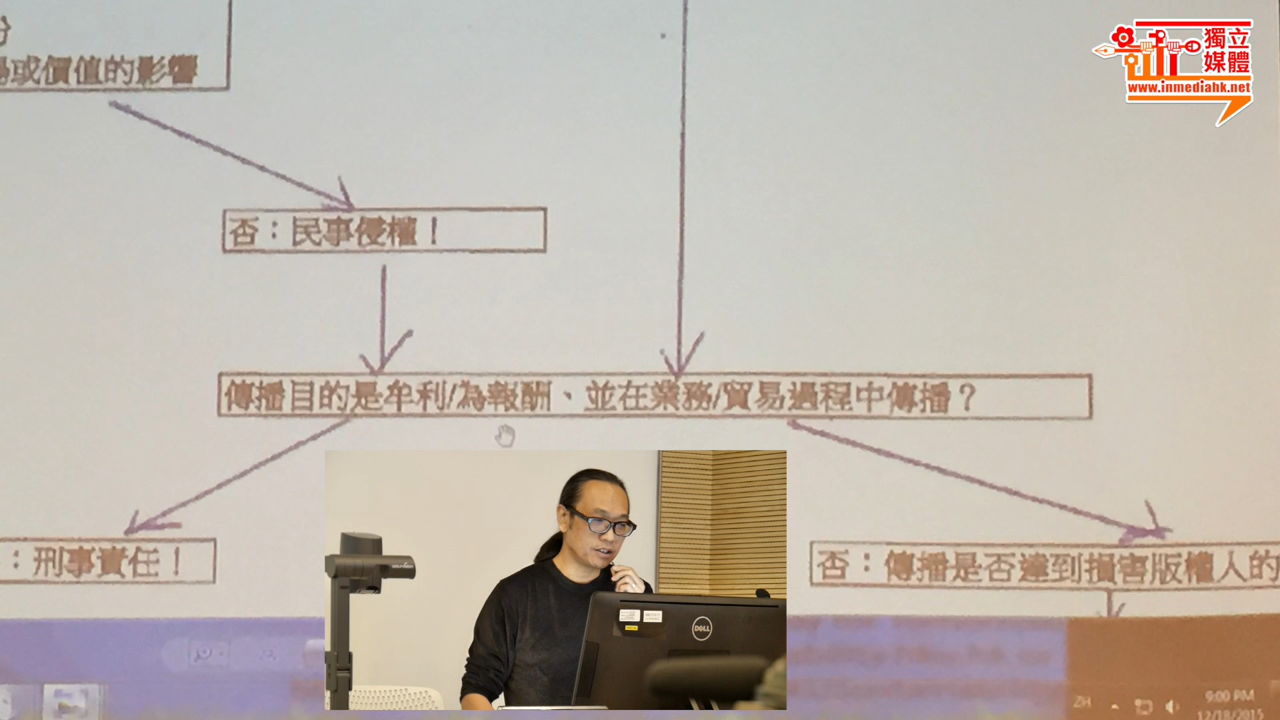 獨立
媒體
www.inmediahk.net
或價值的影響
否：民事侵權！
傳播目的是牟利/為報酬、並在業務/貿易過程中傳播？
：刑事責任！
否：傳播是否達到損害版權人的
DELL
ZH
9:00 PM
12/18/2015